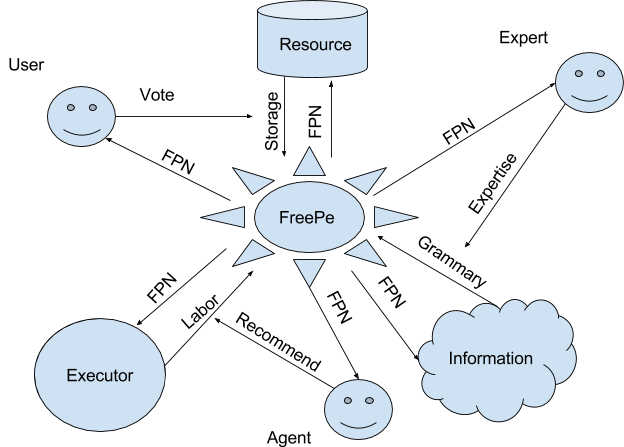 Resource
Expert
User
Vote
Storage
FPN
FPN
FPN
Expertise
FreePe
Grammary
FPN
Labor
FPN
FPN
Recommend
Executor
Information
Agent